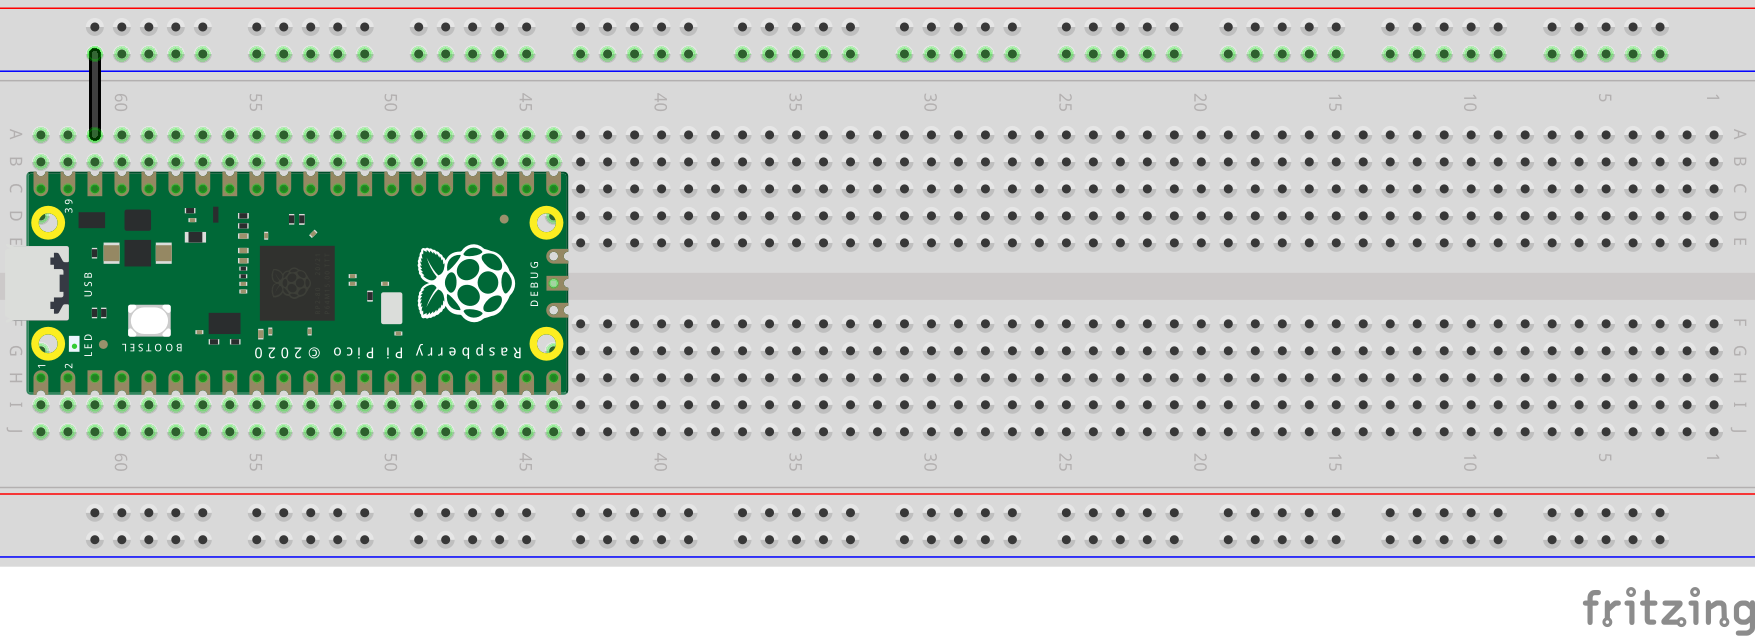 60 55 50 45 40 35 30 25 20 15 10 5 1
A A
B B
C C
D D
E E
39
USB
DEBUG
LED
BOOTSEL
Raspberry Pi Pico © 2020
1
2
F F
G G
H H
I I
J J
60 55 50 45 40 35 30 25 20 15 10 5 1
fritzing